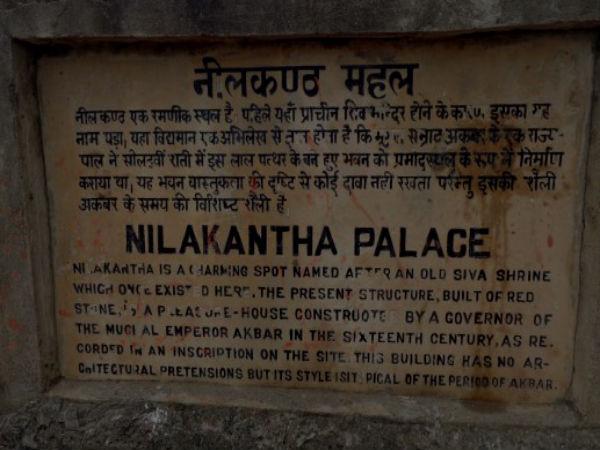 नीलकण्ठ महल
नीलकण्ठ एक रमणीक स्थल है पहिले यहाँ प्राचीन शिव मन्दिर होने के कारण इसका यह
नाम पड़ा, यहा विद्यमान एक अभिलेख से ज्ञात होता है कि मुगल सम्राट अकबर के एक राज्य-
पाल ने सोलहवीं शती में इस लाल पत्थर के बने हुए भवन को प्रमोदस्थल के रूप में निर्माण
कराया था, यह भवन वास्तुकता की दृष्टि से कोई दावा नही रखता परन्तु इसकी शैली
अकबर के समय की विशिष्ट शैली है
NILAKANTHA PALACE
NILAKANTHA IS A CHARMING SPOT NAMED AFTER AN OLD SIVA SHRINE
WHICH ONCE EXISTED HERE. THE PRESENT STRUCTURE, BUILT OF RED
STONE, IS A PLEASURE-HOUSE CONSTRUCTED BY A GOVERNOR OF
THE MUGHAL EMPEROR AKBAR IN THE SIXTEENTH CENTURY, AS RE-
CORDED IN AN INSCRIPTION ON THE SITE. THIS BUILDING HAS NO AR-
CHITECTURAL PRETENSIONS BUT ITS STYLE IS TYPICAL OF THE PERIOD OF AKBAR.